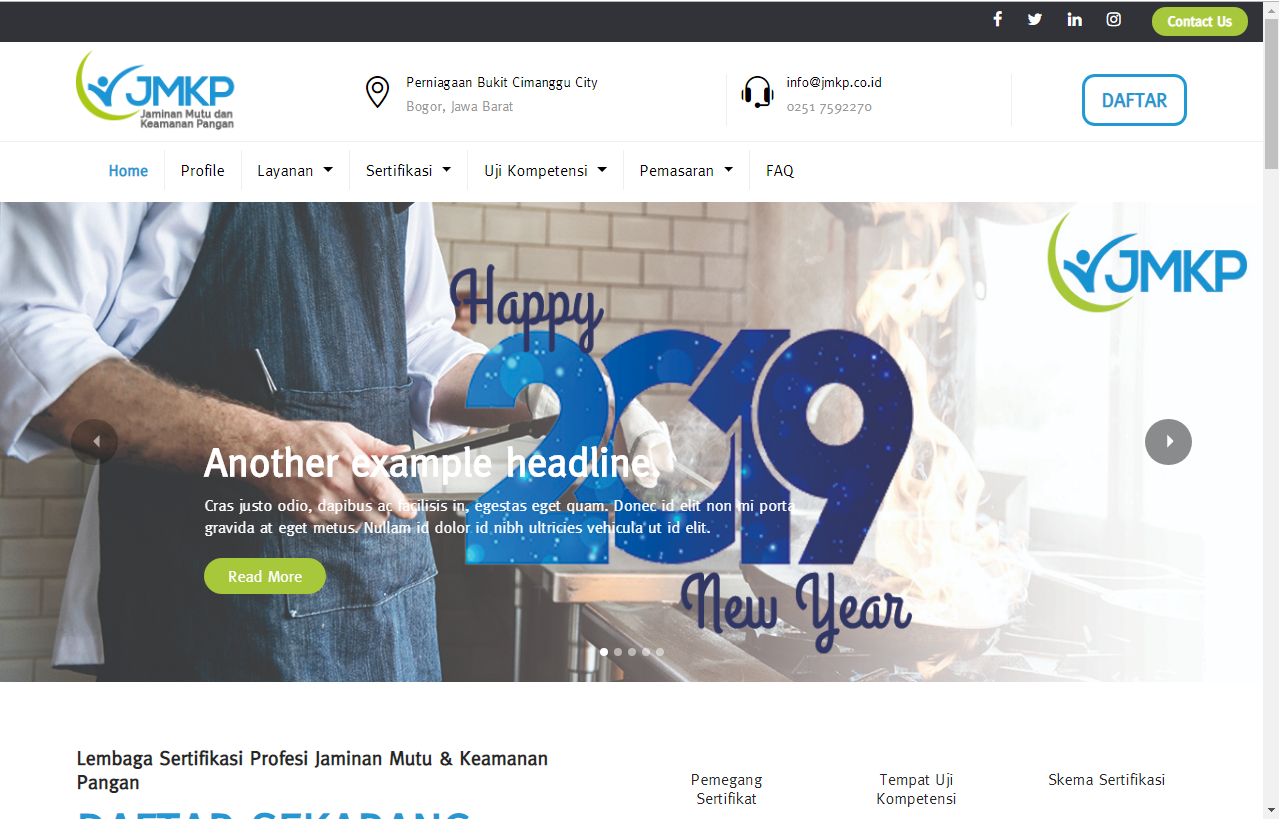 Contact Us
JMKP
Jaminan Mutu dan
Keamanan Pangan
Perniagaan Bukit Cimanggu City
Bogor, Jawa Barat
info@jmkp.co.id
0251 7592270
DAFTAR
Home
Profile
Layanan
Sertifikasi
Uji Kompetensi
Pemasaran
FAQ
JMKP
Happy
2019
New Year
Another example headline.
Cras justo odio, dapibus ac facilisis in, egestas eget quam. Donec id elit non mi porta
gravida at eget metus. Nullam id dolor id nibh ultricies vehicula ut id elit.
Read More
Lembaga Sertifikasi Profesi Jaminan Mutu & Keamanan
Pangan
DAFTAR SEKARANG
Pemegang
Sertifikat
Tempat Uji
Kompetensi
Skema Sertifikasi